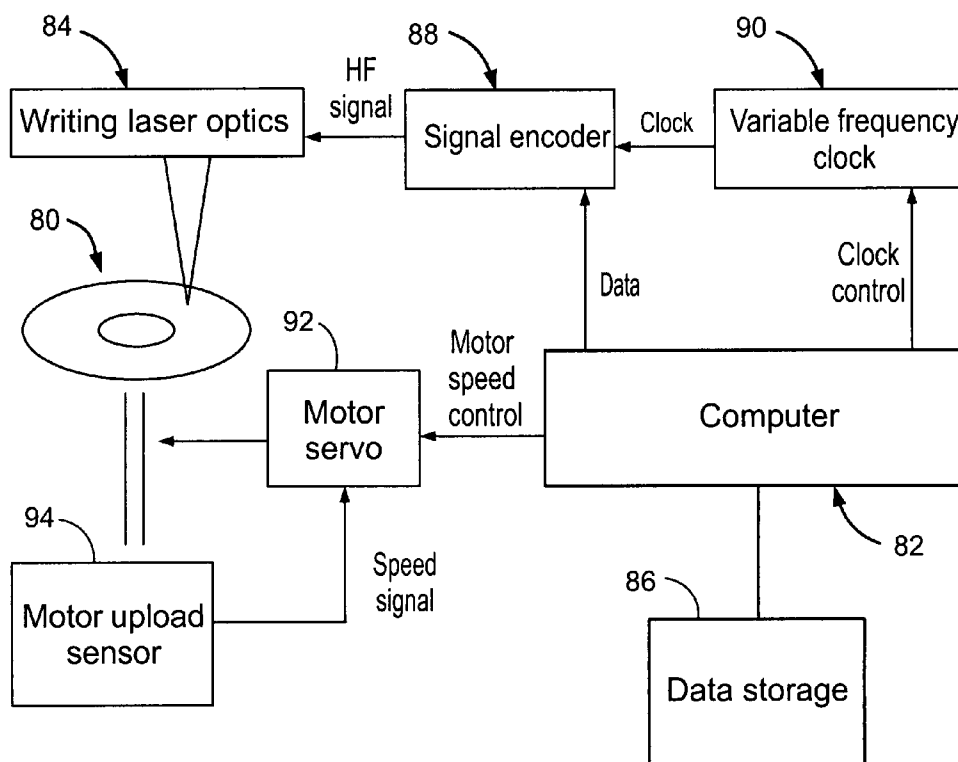 84
88
90
HF
signal
Writing laser optics
Signal encoder
Clock
Variable frequency
clock
80
Data
Clock
control
92
Motor
speed
control
Motor
servo
Computer
94
Speed
signal
82
86
Motor upload
sensor
Data storage